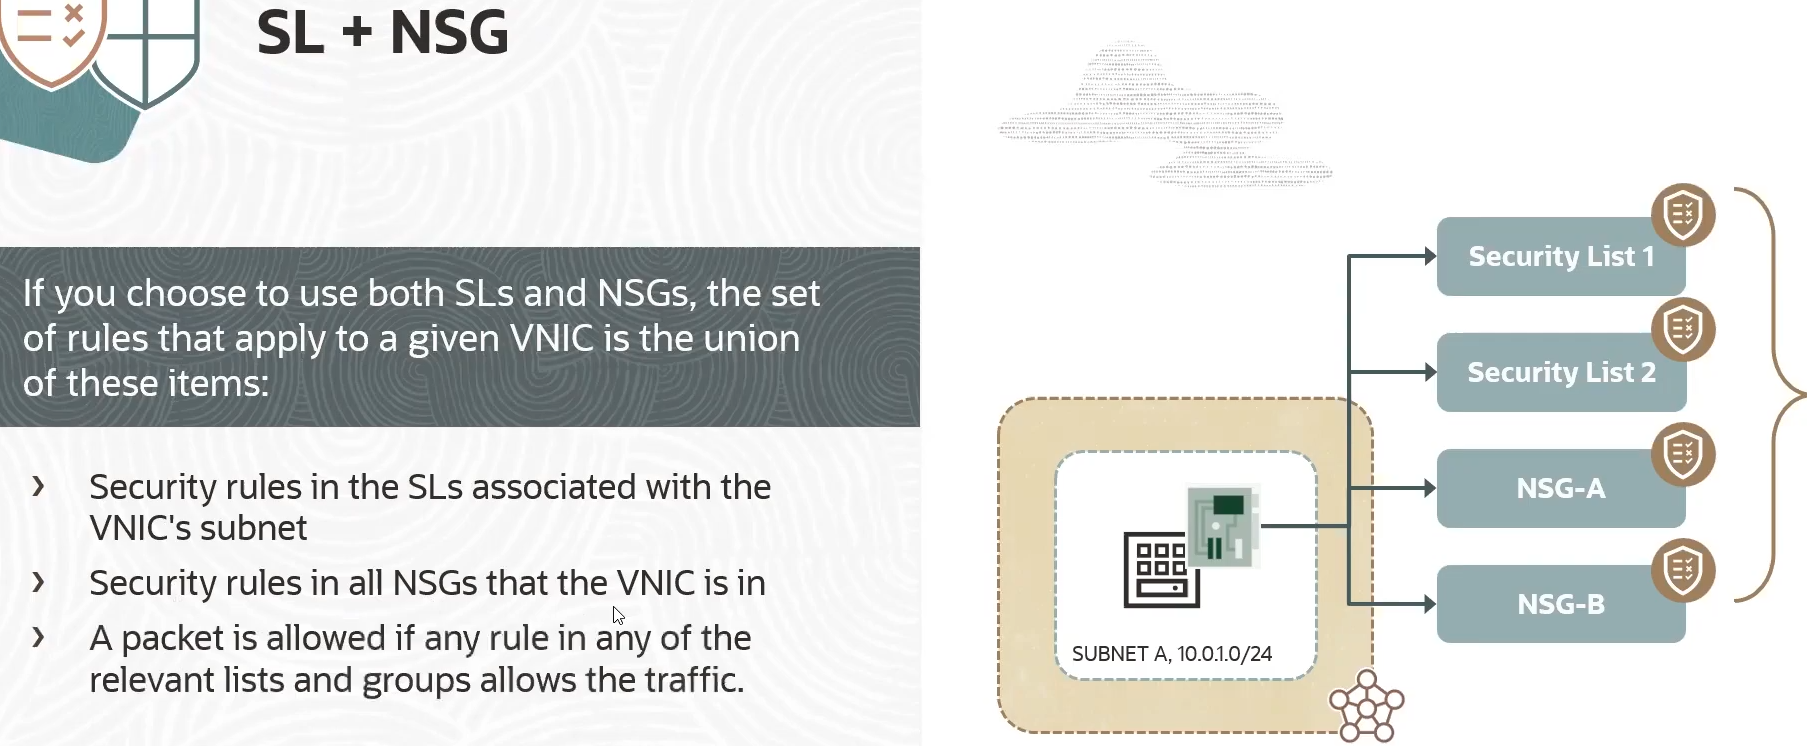 SL + NSG
If you choose to use both SLs and NSGs, the set
of rules that apply to a given VNIC is the union
of these items:
› Security rules in the SLs associated with the
VNIC's subnet
› Security rules in all NSGs that the VNIC is in
› A packet is allowed if any rule in any of the
relevant lists and groups allows the traffic.
Security List 1
Security List 2
NSG-A
NSG-B
SUBNET A, 10.0.1.0/24